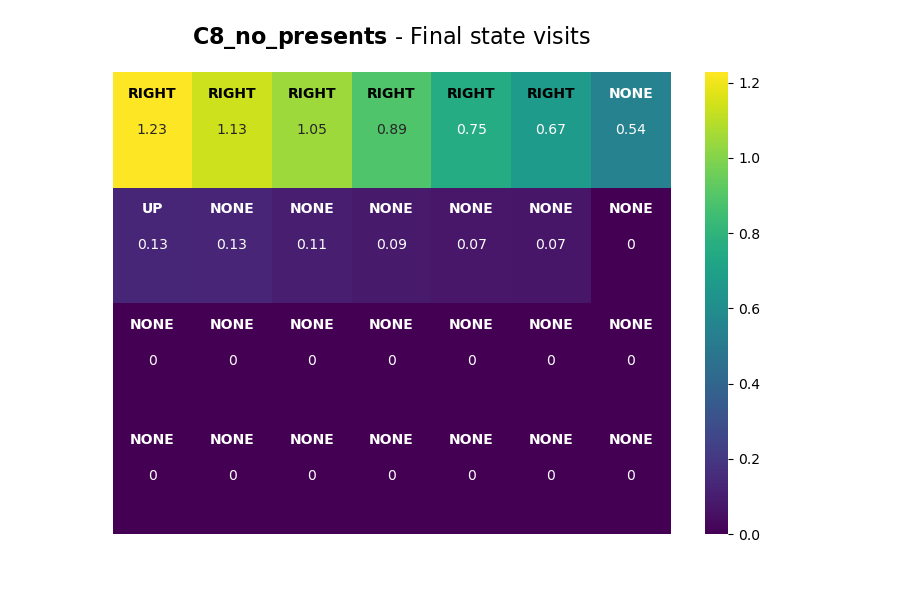 C8_no_presents - Final state visits
RIGHT RIGHT RIGHT RIGHT RIGHT RIGHT NONE
1.23 1.13 1.05 0.89 0.75 0.67 0.54
UP NONE NONE NONE NONE NONE NONE
0.13 0.13 0.11 0.09 0.07 0.07 0
NONE NONE NONE NONE NONE NONE NONE
0 0 0 0 0 0 0
NONE NONE NONE NONE NONE NONE NONE
0 0 0 0 0 0 0
1.2
1.0
0.8
0.6
0.4
0.2
0.0